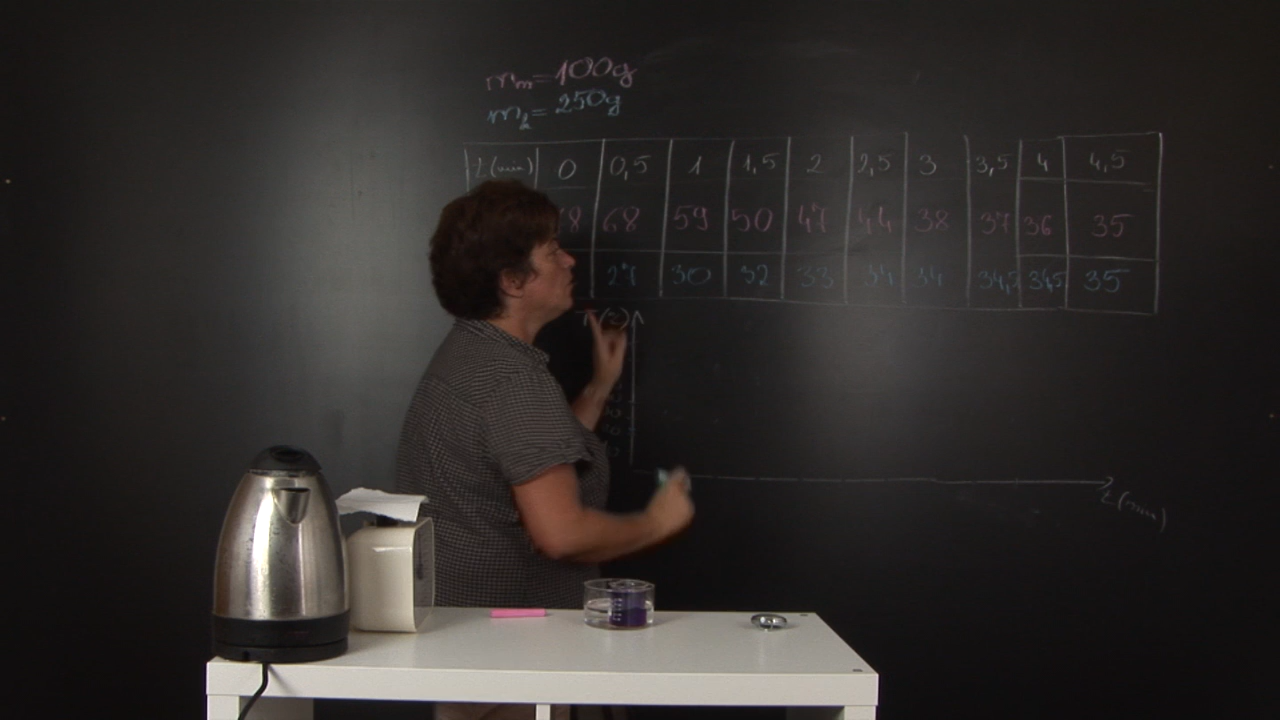 m_m = 100g
m_2 = 250g
t(min) 0 0,5 1 1,5 2 2,5 3 3,5 4 4,5
68 59 50 47 44 38 37 36 35
27 30 32 33 34 34 34,5 34,5 35
t(min)